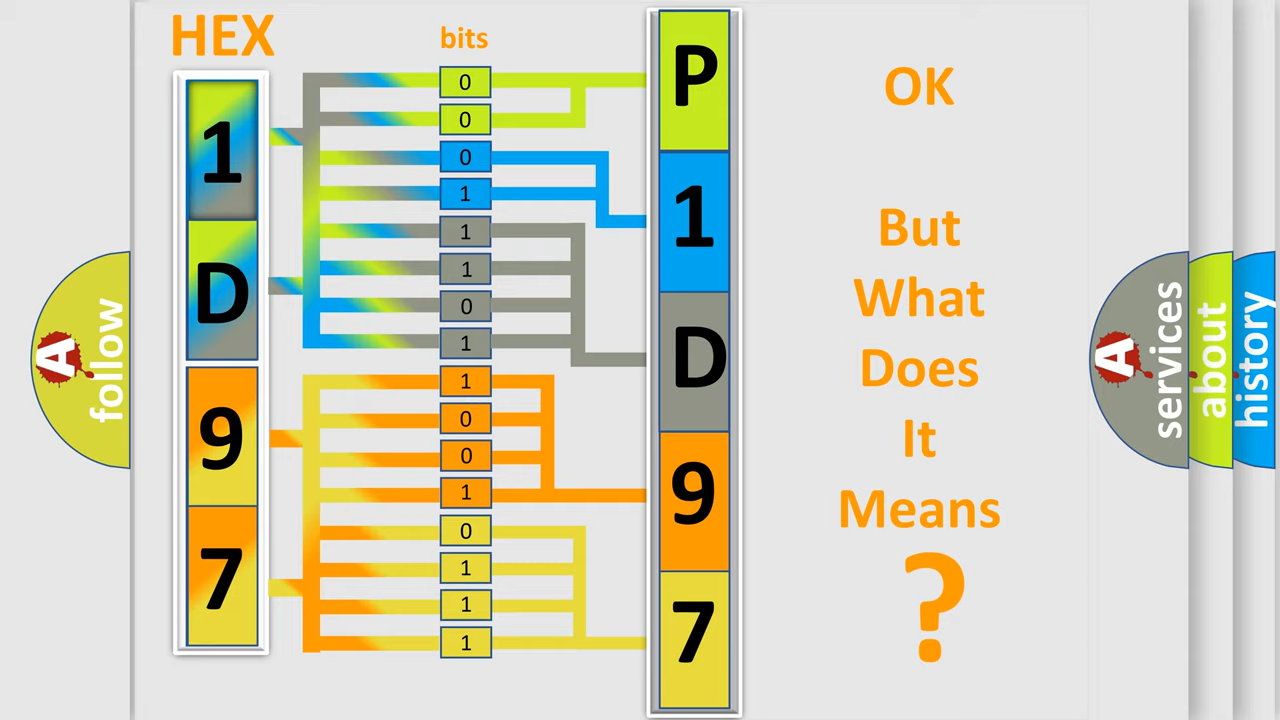 HEX
bits
1
D
9
7
0
0
0
1
1
1
0
1
1
0
0
1
0
1
1
1
P
1
D
9
7
OK
But
What
Does
It
Means
?
A
follow
A
services
about
history